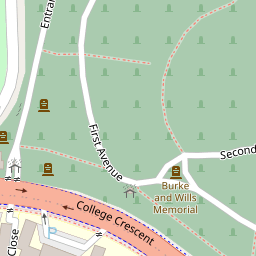 Entra
First Avenue
Second
Burke
and Wills
Memorial
College Crescent
Close